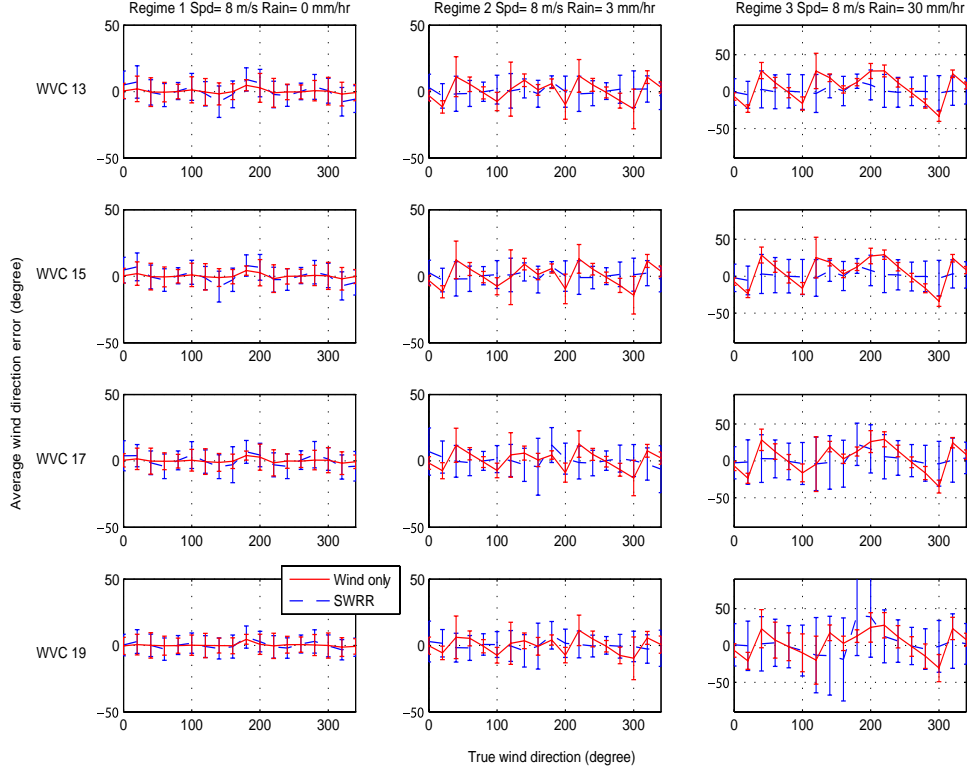 Regime 1 Spd= 8 m/s Rain= 0 mm/hr
Regime 2 Spd= 8 m/s Rain= 3 mm/hr
Regime 3 Spd= 8 m/s Rain= 30 mm/hr
WVC 13
50
0
−50
0 100 200 300
50
0
−50
0 100 200 300
50
0
−50
0 100 200 300
WVC 15
50
0
−50
0 100 200 300
50
0
−50
0 100 200 300
50
0
−50
0 100 200 300
Average wind direction error (degree)
WVC 17
50
0
−50
0 100 200 300
50
0
−50
0 100 200 300
50
0
−50
0 100 200 300
Wind only
SWRR
WVC 19
50
0
−50
0 100 200 300
50
0
−50
0 100 200 300
50
0
−50
0 100 200 300
True wind direction (degree)